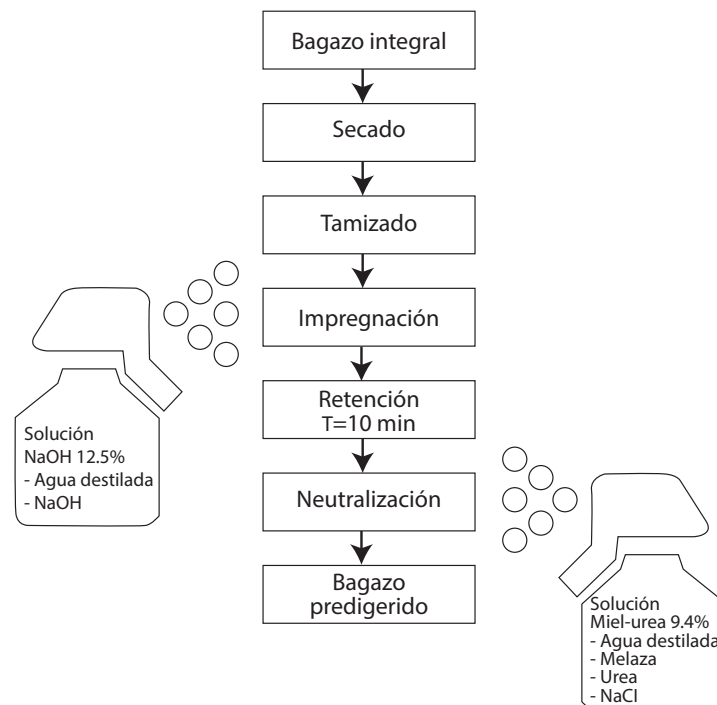 Bagazo integral
Secado
Tamizado
Impregnación
Retención
T=10 min
Neutralización
Bagazo
predigerido
Solución
NaOH 12.5%
- Agua destilada
- NaOH
Solución
Miel-urea 9.4%
- Agua destilada
- Melaza
- Urea
- NaCl